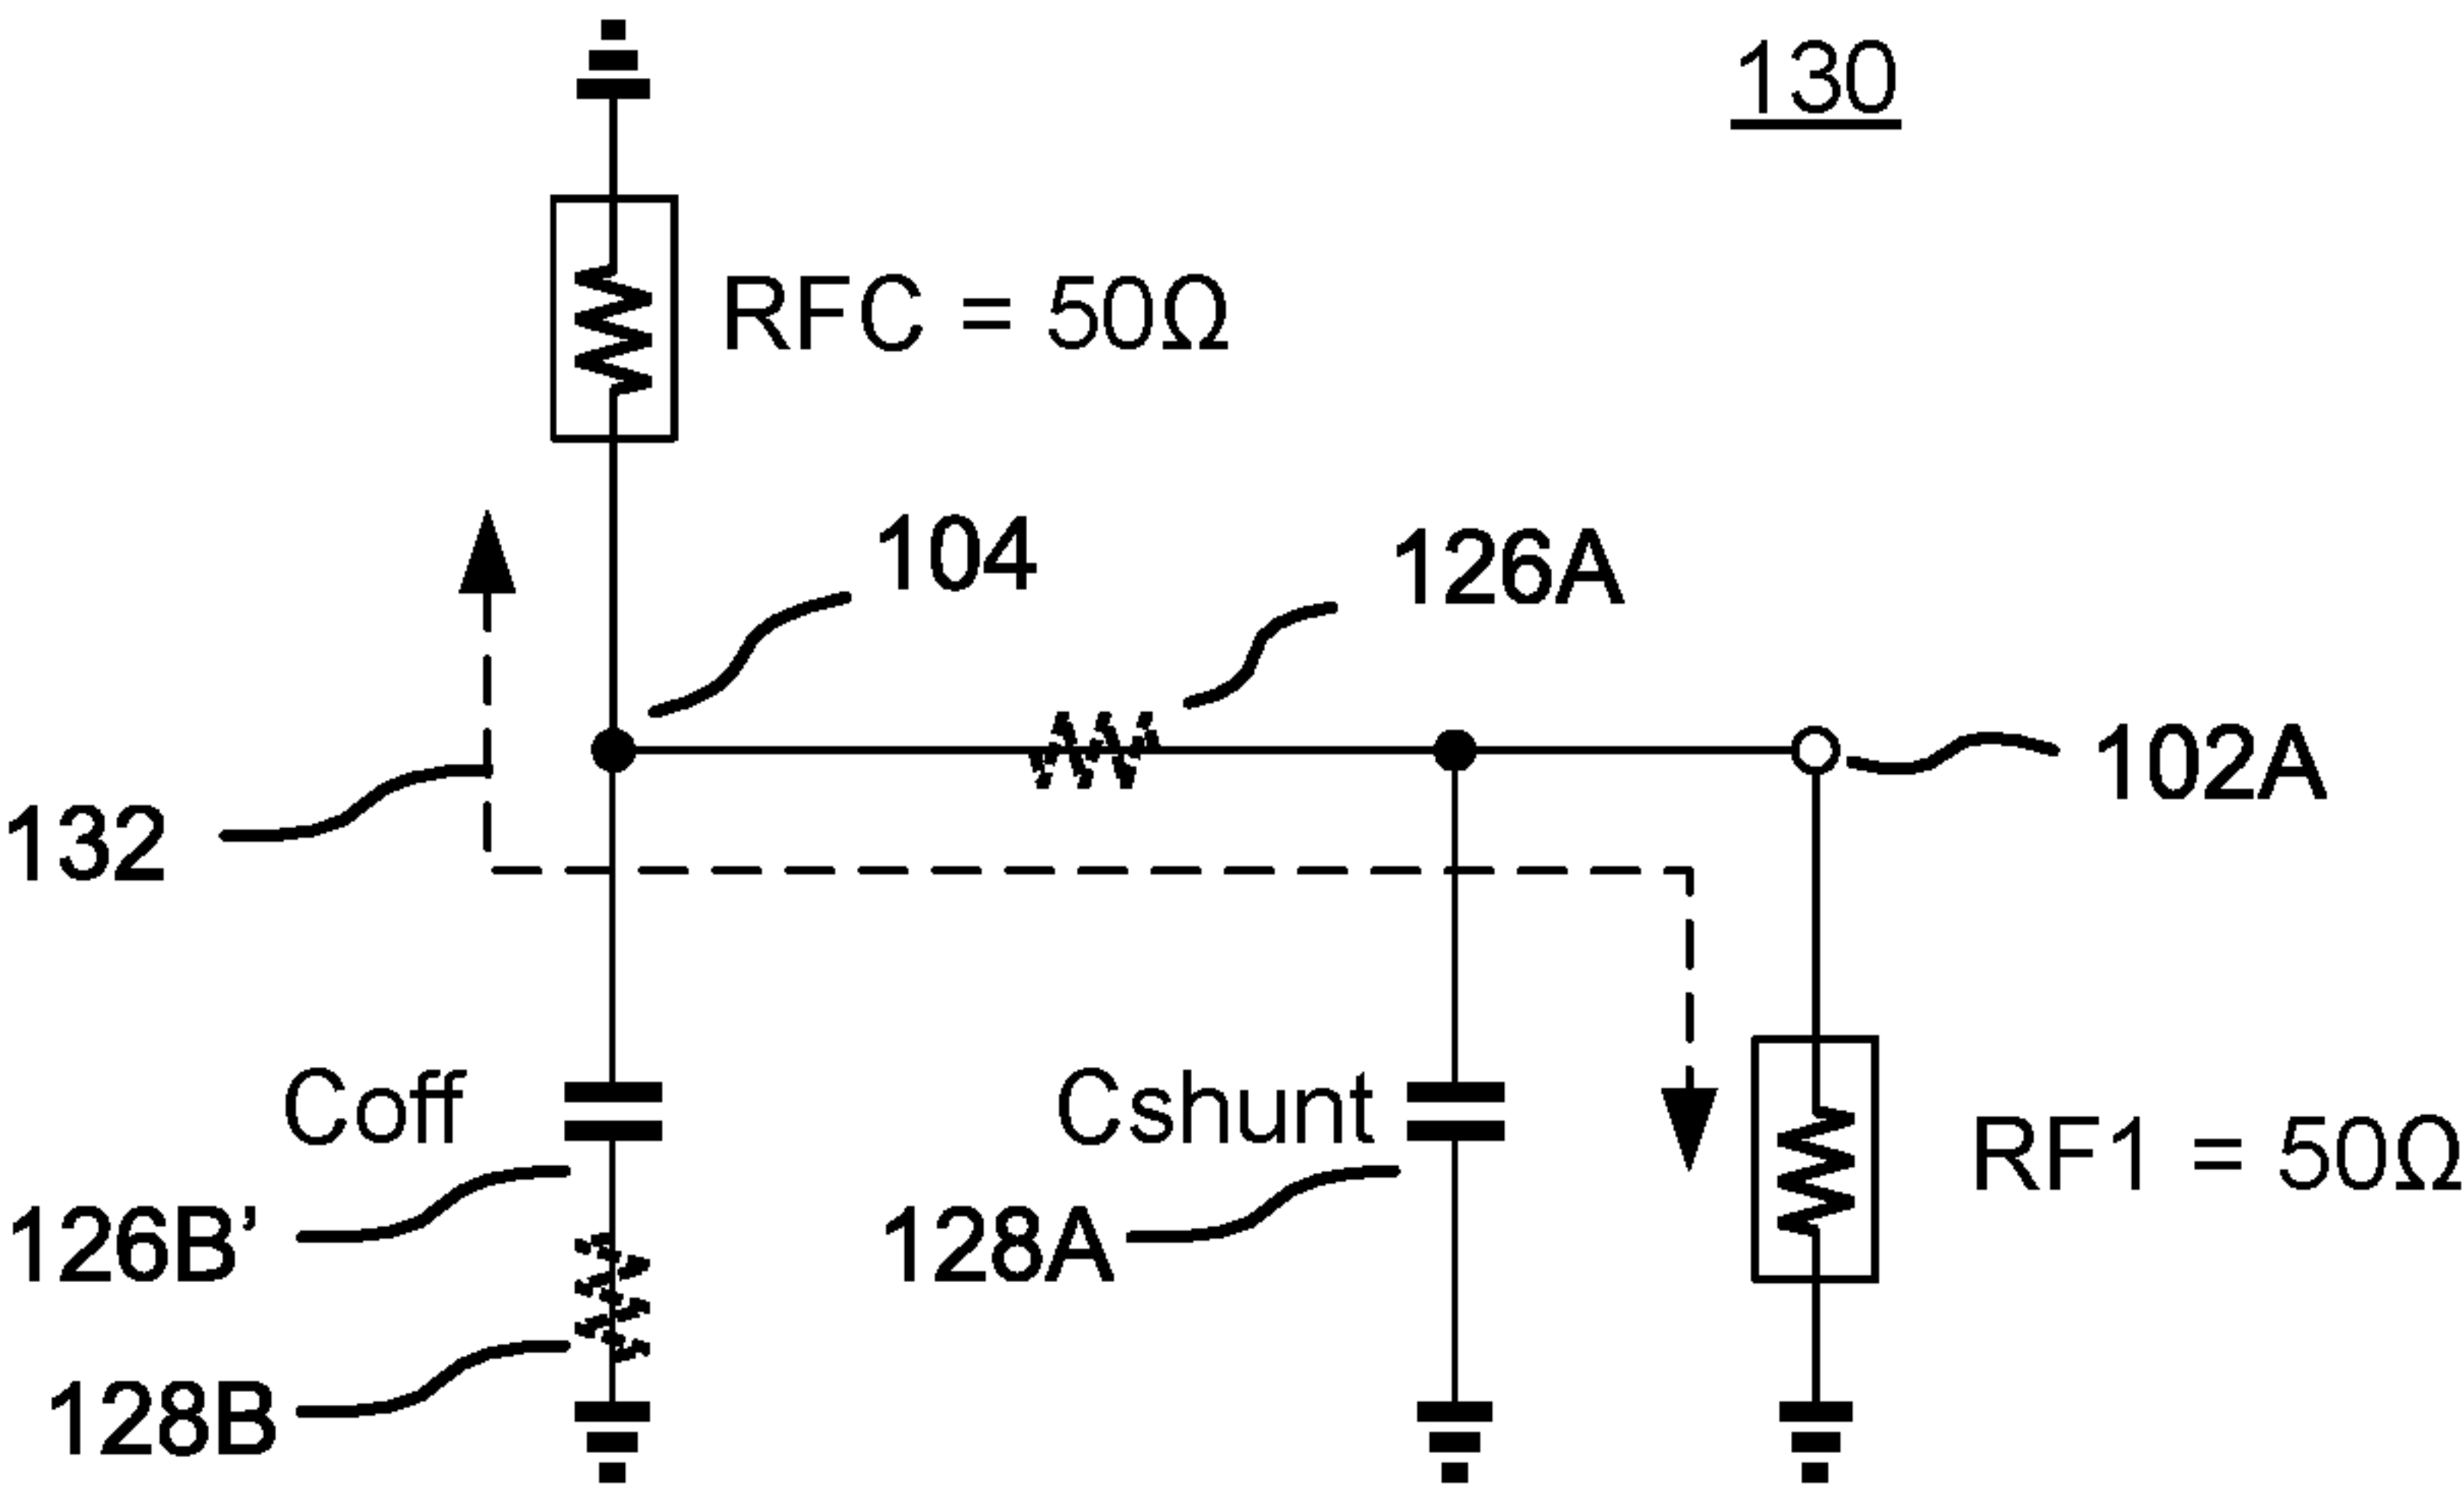 130
RFC = 50Ω
104
126A
102A
132
Coff
Cshunt
126B'
128A
RF1 = 50Ω
128B